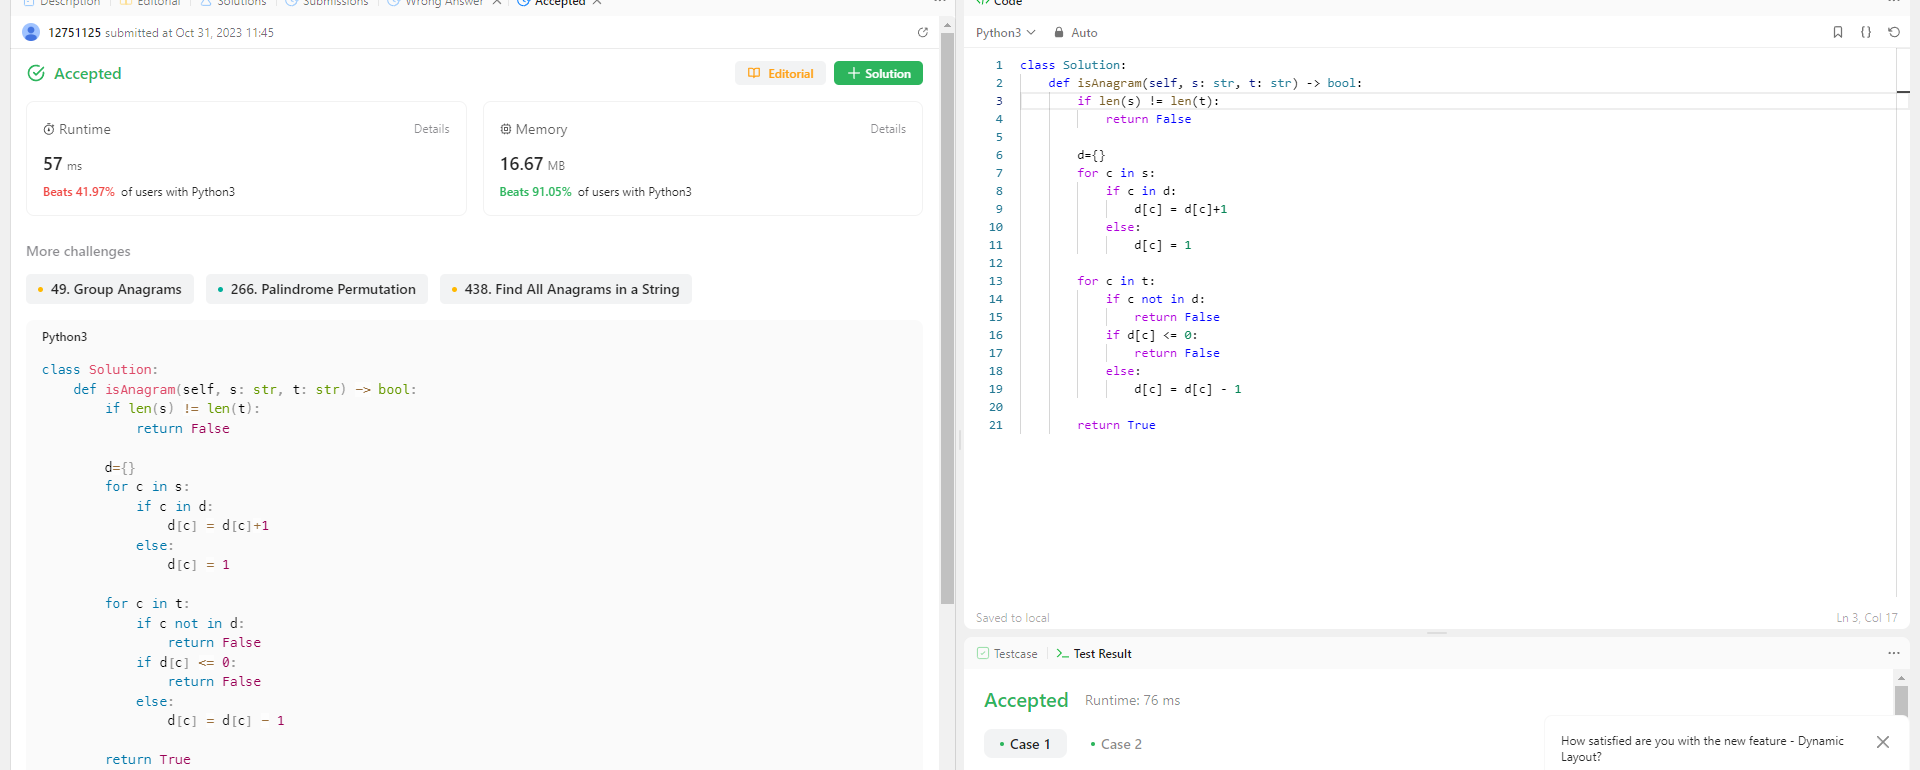 Description Editorial Solutions Submissions Wrong Answer Accepted
12751125 submitted at Oct 31, 2023 11:45
Accepted
Editorial
Solution
Runtime
Details
57 ms
Beats 41.97% of users with Python3
Memory
Details
16.67 MB
Beats 91.05% of users with Python3
More challenges
49. Group Anagrams
266. Palindrome Permutation
438. Find All Anagrams in a String
Python3
class Solution:
    def isAnagram(self, s: str, t: str) -> bool:
        if len(s) != len(t):
            return False

        d={}
        for c in s:
            if c in d:
                d[c] = d[c]+1
            else:
                d[c] = 1

        for c in t:
            if c not in d:
                return False
            if d[c] <= 0:
                return False
            else:
                d[c] = d[c] - 1

        return True
</> Code
Python3
Auto
{}
1 class Solution:
2     def isAnagram(self, s: str, t: str) -> bool:
3         if len(s) != len(t):
4             return False
5
6         d={}
7         for c in s:
8             if c in d:
9                 d[c] = d[c]+1
10             else:
11                 d[c] = 1
12
13         for c in t:
14             if c not in d:
15                 return False
16             if d[c] <= 0:
17                 return False
18             else:
19                 d[c] = d[c] - 1
20
21         return True
Saved to local
Ln 3, Col 17
Testcase
>_ Test Result
Accepted Runtime: 76 ms
• Case 1
• Case 2
How satisfied are you with the new feature - Dynamic
Layout?